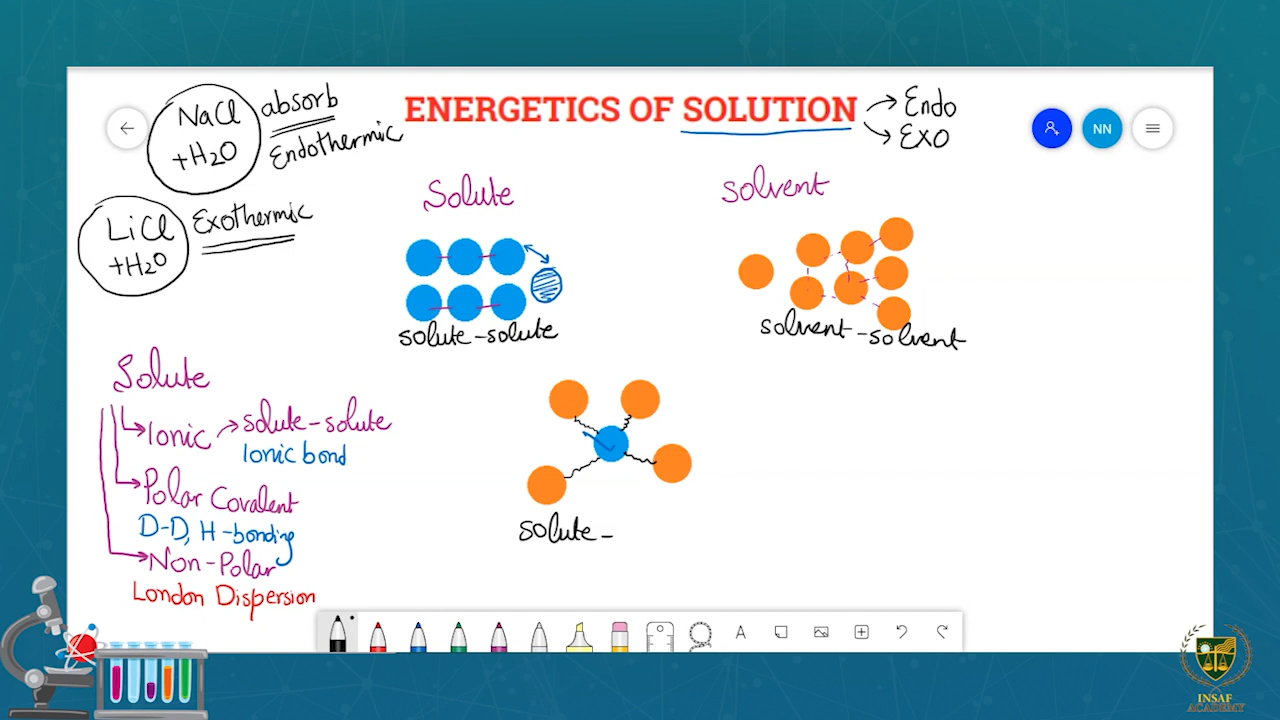 ENERGETICS OF SOLUTION
Endo
Exo
NaCl
+H2O
absorb
Endothermic
LiCl
+H2O
Exothermic
NN
Solute
solute-solute
solvent
solvent-solvent
Solute
Ionic
solute-solute
Ionic bond
Polar Covalent
D-D, H-bonding
Non-Polar
London Dispersion
solute -
A
INSAF
ACADEMY